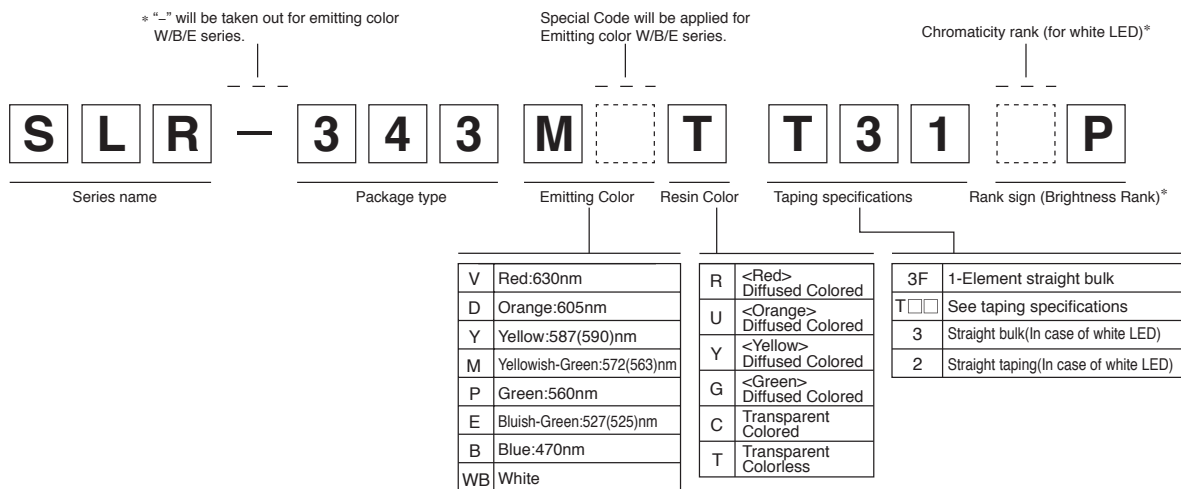 * “–” will be taken out for emitting color
W/B/E series.
Special Code will be applied for
Emitting color W/B/E series.
Chromaticity rank (for white LED)*
S L R – 3 4 3 M T T 3 1 P
Series name
Package type
Emitting Color
Resin Color
Taping specifications
Rank sign (Brightness Rank)*
V Red:630nm
D Orange:605nm
Y Yellow:587(590)nm
M Yellowish-Green:572(563)nm
P Green:560nm
E Bluish-Green:527(525)nm
B Blue:470nm
WB White
R <Red>
Diffused Colored
U <Orange>
Diffused Colored
Y <Yellow>
Diffused Colored
G <Green>
Diffused Colored
C Transparent
Colored
T Transparent
Colorless
3F 1-Element straight bulk
T□□ See taping specifications
3 Straight bulk(In case of white LED)
2 Straight taping(In case of white LED)